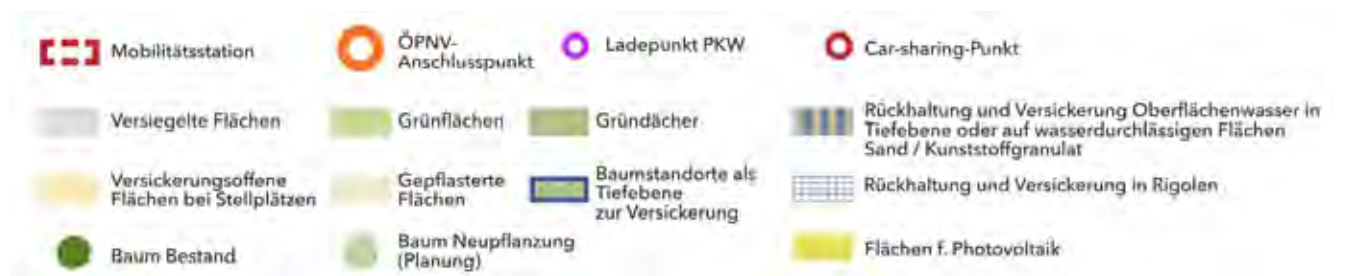 Mobilitätsstation
ÖPNV-
Anschlusspunkt
Ladepunkt PKW
Car-sharing-Punkt
Versiegelte Flächen
Grünflächen
Gründächer
Rückhaltung und Versickerung Oberflächenwasser in
Tiefebene oder auf wasserdurchlässigen Flächen
Sand / Kunststoffgranulat
Versickerungsoffene
Flächen bei Stellplätzen
Gepflasterte
Flächen
Baumstandorte als
Tiefebene
zur Versickerung
Rückhaltung und Versickerung in Rigolen
Baum Bestand
Baum Neupflanzung
(Planung)
Flächen f. Photovoltaik